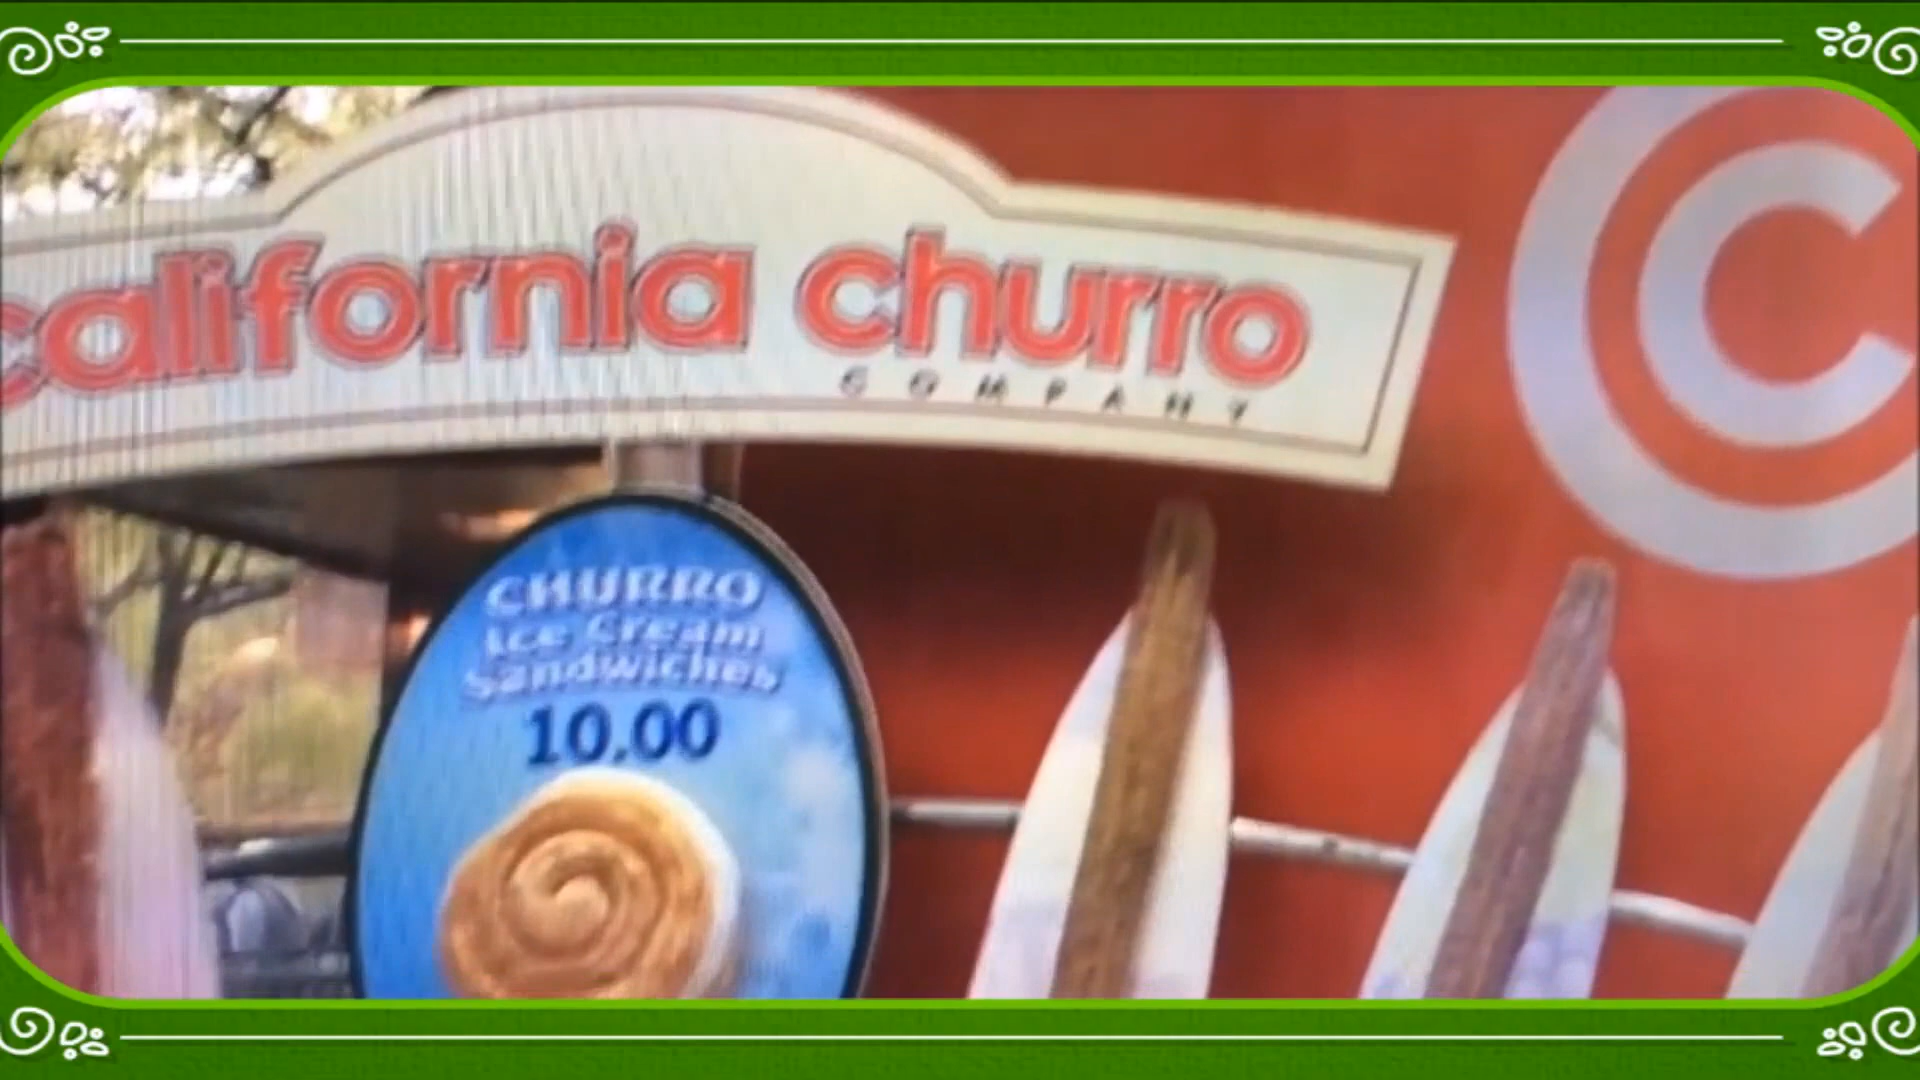 california churro
COMPANY
CHURRO
Ice Cream
Sandwiches
10.00
C